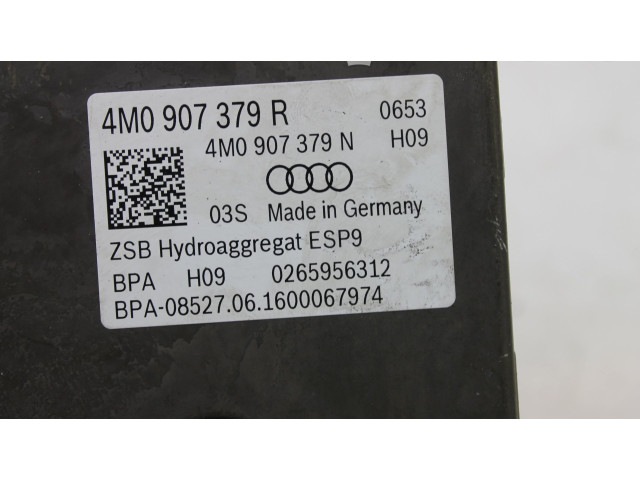 4M0 907 379 R 0653
4M0 907 379 N H09
03S Made in Germany
ZSB Hydroaggregat ESP9
BPA H09 0265956312
BPA-08527.06.1600067974